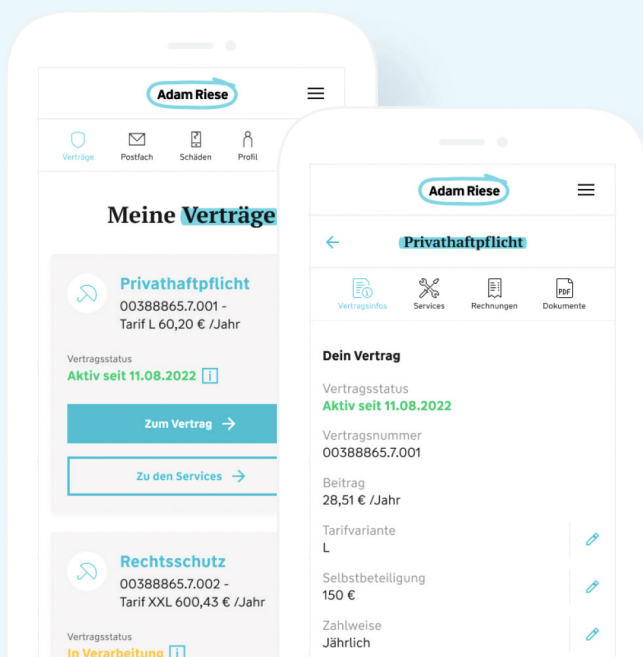 Adam Riese
Verträge
Postfach
Schäden
Profil
Meine Verträge
Privathaftpflicht
00388865.7.001 -
Tarif L 60,20 € /Jahr
Vertragsstatus
Aktiv seit 11.08.2022 i
Zum Vertrag →
Zu den Services →
Rechtsschutz
00388865.7.002 -
Tarif XXL 600,43 € /Jahr
Vertragsstatus
In Verarbeitung i
Adam Riese
← Privathaftpflicht
Vertragsinfos
Services
Rechnungen
PDF
Dokumente
Dein Vertrag
Vertragsstatus
Aktiv seit 11.08.2022
Vertragsnummer
00388865.7.001
Beitrag
28,51 € /Jahr
Tarifvariante
L
Selbstbeteiligung
150 €
Zahlweise
Jährlich